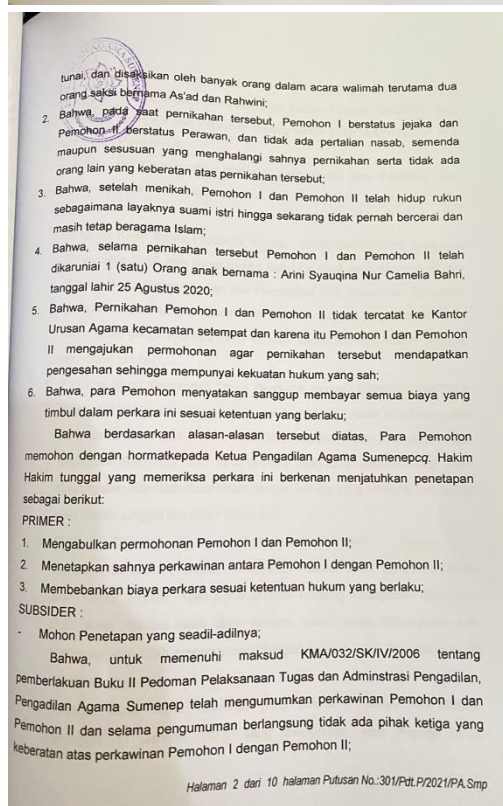 tunai, dan disaksikan oleh banyak orang dalam acara walimah terutama dua
orang saksi bernama As'ad dan Rahwini;
2. Bahwa, pada saat pernikahan tersebut, Pemohon I berstatus jejaka dan
Pemohon II berstatus Perawan, dan tidak ada pertalian nasab, semenda
maupun sesusuan yang menghalangi sahnya pernikahan serta tidak ada
orang lain yang keberatan atas pernikahan tersebut;
3. Bahwa, setelah menikah, Pemohon I dan Pemohon II telah hidup rukun
sebagaimana layaknya suami istri hingga sekarang tidak pernah bercerai dan
masih tetap beragama Islam;
4. Bahwa, selama pernikahan tersebut Pemohon I dan Pemohon II telah
dikaruniai 1 (satu) Orang anak bernama : Arini Syauqina Nur Camelia Bahri,
tanggal lahir 25 Agustus 2020;
5. Bahwa, Pernikahan Pemohon I dan Pemohon II tidak tercatat ke Kantor
Urusan Agama kecamatan setempat dan karena itu Pemohon I dan Pemohon
II mengajukan permohonan agar pernikahan tersebut mendapatkan
pengesahan sehingga mempunyai kekuatan hukum yang sah;
6. Bahwa, para Pemohon menyatakan sanggup membayar semua biaya yang
timbul dalam perkara ini sesuai ketentuan yang berlaku;
Bahwa berdasarkan alasan-alasan tersebut diatas, Para Pemohon
memohon dengan hormatkepada Ketua Pengadilan Agama Sumenepcq. Hakim
Hakim tunggal yang memeriksa perkara ini berkenan menjatuhkan penetapan
sebagai berikut:
PRIMER :
1. Mengabulkan permohonan Pemohon I dan Pemohon II;
2. Menetapkan sahnya perkawinan antara Pemohon I dengan Pemohon II;
3. Membebankan biaya perkara sesuai ketentuan hukum yang berlaku;
SUBSIDER :
- Mohon Penetapan yang seadil-adilnya;
Bahwa, untuk memenuhi maksud KMA/032/SK/IV/2006 tentang
pemberlakuan Buku II Pedoman Pelaksanaan Tugas dan Adminstrasi Pengadilan,
Pengadilan Agama Sumenep telah mengumumkan perkawinan Pemohon I dan
Pemohon II dan selama pengumuman berlangsung tidak ada pihak ketiga yang
keberatan atas perkawinan Pemohon I dengan Pemohon II;
Halaman 2 dari 10 halaman Putusan No.:301/Pdt.P/2021/PA.Smp